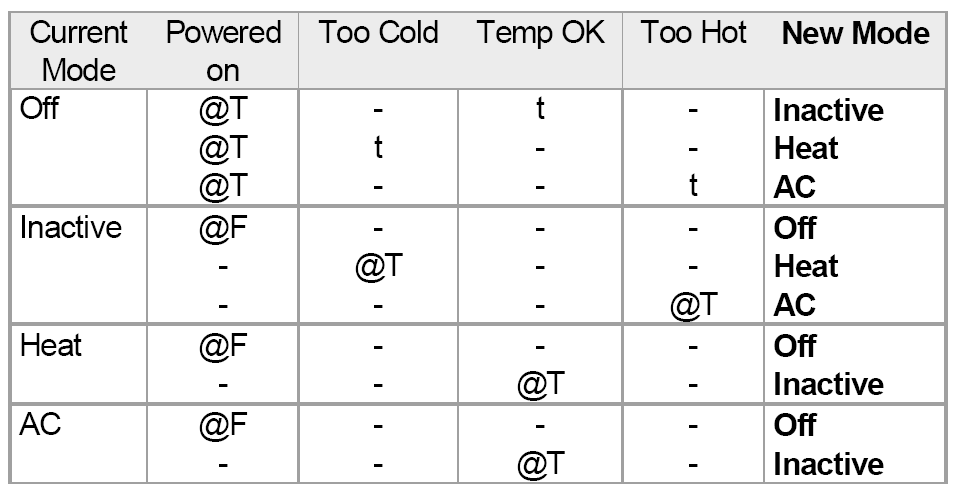 Current Mode Powered on Too Cold Temp OK Too Hot New Mode
Off @T - t - Inactive
@T t - - Heat
@T - - t AC
Inactive @F - - - Off
- @T - - Heat
- - - @T AC
Heat @F - - - Off
- - @T - Inactive
AC @F - - - Off
- - @T - Inactive